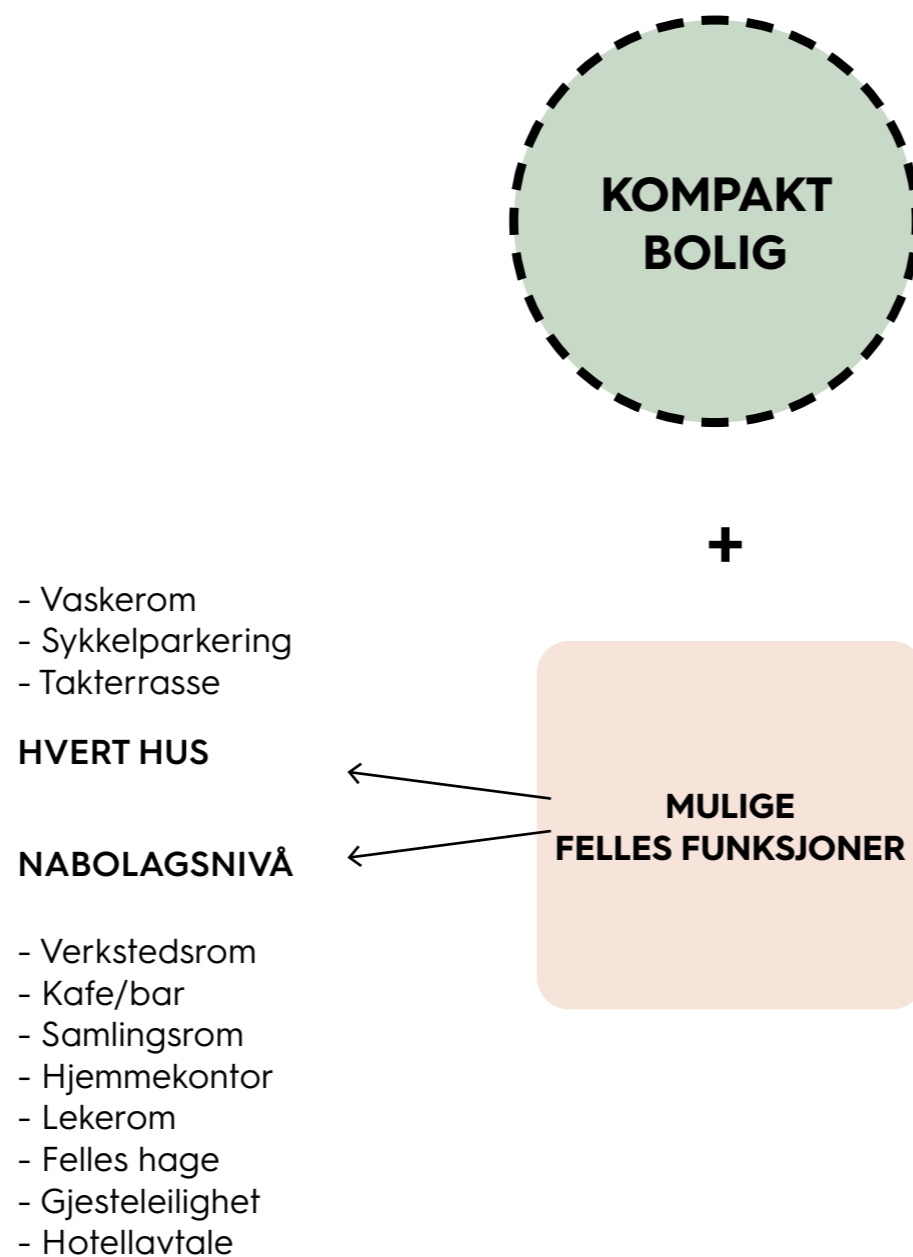 KOMPAKT
BOLIG
+
- Vaskerom
- Sykkelparkering
- Takterrasse
HVERT HUS
MULIGE
FELLES FUNKSJONER
NABOLAGSNIVÅ
- Verkstedsrom
- Kafe/bar
- Samlingsrom
- Hjemmekontor
- Lekerom
- Felles hage
- Gjesteleilighet
- Hotellavtale